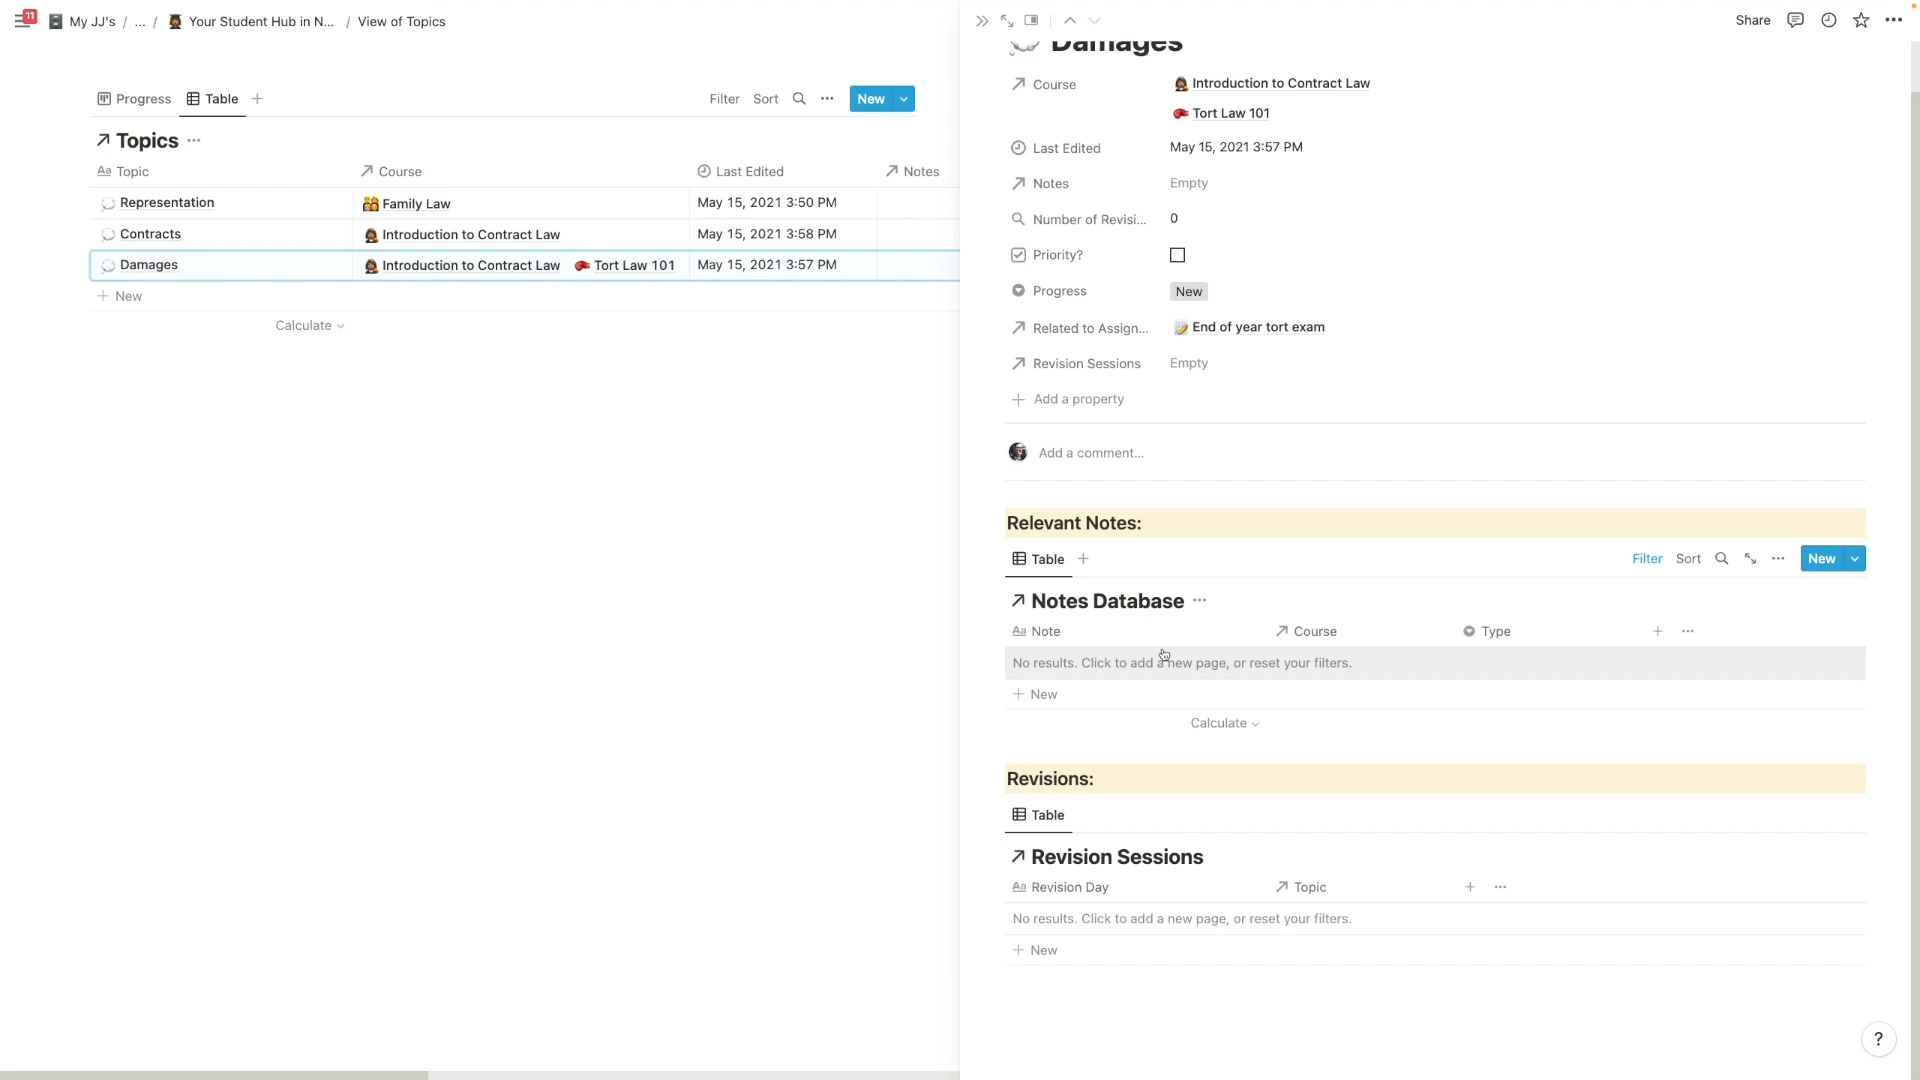 11 My JJ's / ... / Your Student Hub in N... / View of Topics
Share
Progress Table
Filter Sort New
Topics
Topic Course Last Edited Notes
Representation Family Law May 15, 2021 3:50 PM
Contracts Introduction to Contract Law May 15, 2021 3:58 PM
Damages Introduction to Contract Law Tort Law 101 May 15, 2021 3:57 PM
New
Calculate
Damages
Course Introduction to Contract Law
Tort Law 101
Last Edited May 15, 2021 3:57 PM
Notes Empty
Number of Revisi... 0
Priority?
Progress New
Related to Assign... End of year tort exam
Revision Sessions Empty
Add a property
Add a comment...
Relevant Notes:
Table
Filter Sort New
Notes Database
Note Course Type
No results. Click to add a new page, or reset your filters.
New
Calculate
Revisions:
Table
Revision Sessions
Revision Day Topic
No results. Click to add a new page, or reset your filters.
New
?